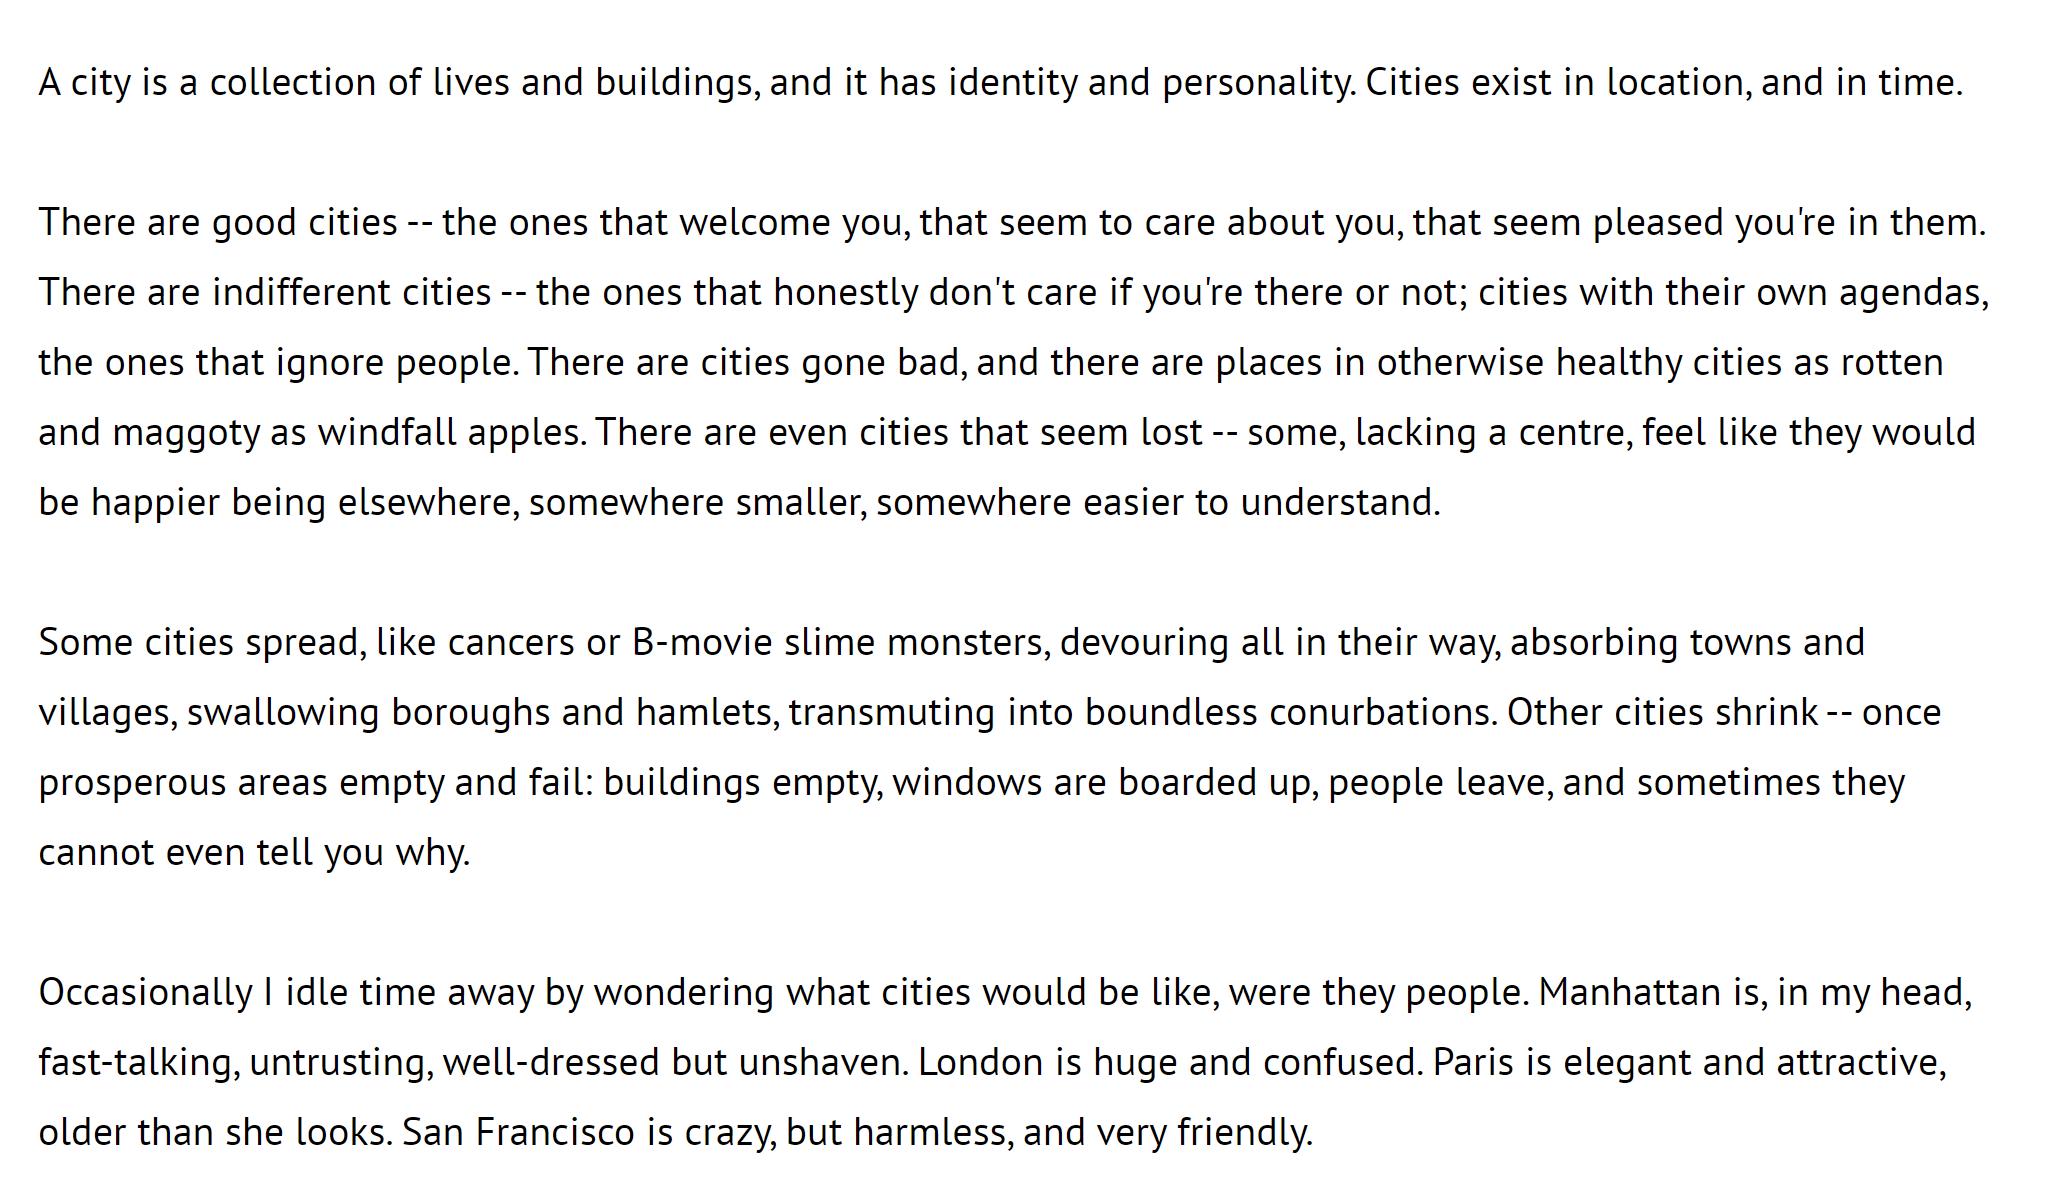 A city is a collection of lives and buildings, and it has identity and personality. Cities exist in location, and in time.
There are good cities -- the ones that welcome you, that seem to care about you, that seem pleased you're in them.
There are indifferent cities -- the ones that honestly don't care if you're there or not; cities with their own agendas,
the ones that ignore people. There are cities gone bad, and there are places in otherwise healthy cities as rotten
and maggoty as windfall apples. There are even cities that seem lost -- some, lacking a centre, feel like they would
be happier being elsewhere, somewhere smaller, somewhere easier to understand.
Some cities spread, like cancers or B-movie slime monsters, devouring all in their way, absorbing towns and
villages, swallowing boroughs and hamlets, transmuting into boundless conurbations. Other cities shrink -- once
prosperous areas empty and fail: buildings empty, windows are boarded up, people leave, and sometimes they
cannot even tell you why.
Occasionally I idle time away by wondering what cities would be like, were they people. Manhattan is, in my head,
fast-talking, untrusting, well-dressed but unshaven. London is huge and confused. Paris is elegant and attractive,
older than she looks. San Francisco is crazy, but harmless, and very friendly.